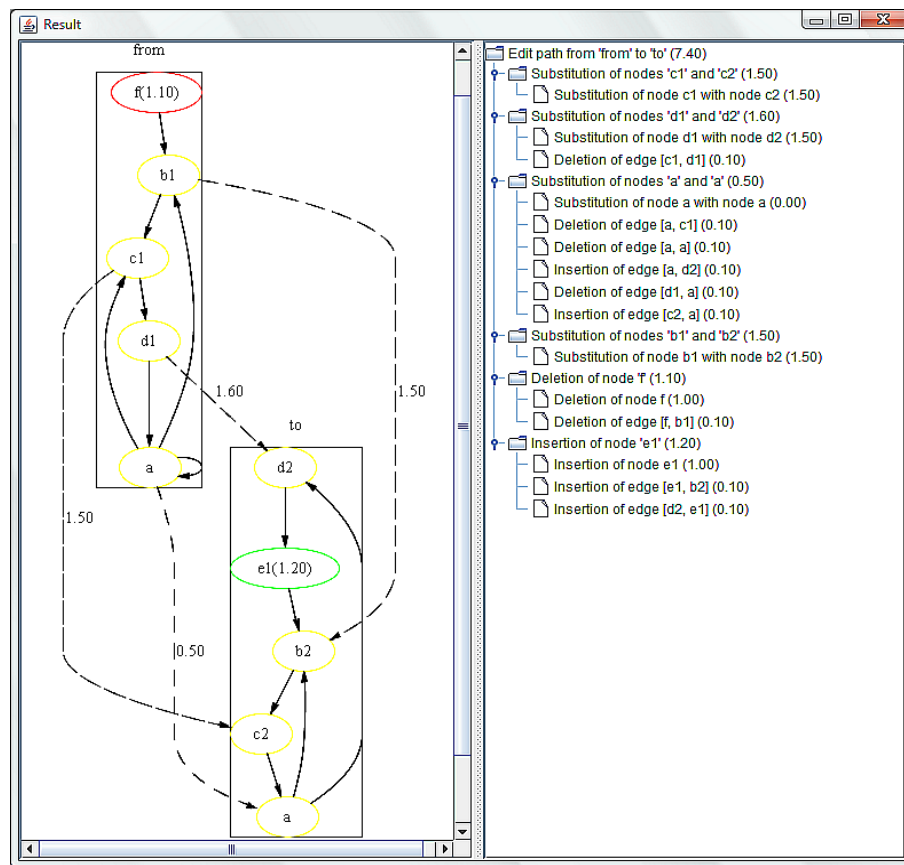 Result
from
f(1.10)
b1
c1
d1
1.60
1.50
to
a
d2
1.50
e1(1.20)
0.50
b2
c2
a
Edit path from 'from' to 'to' (7.40)
Substitution of nodes 'c1' and 'c2' (1.50)
Substitution of node c1 with node c2 (1.50)
Substitution of nodes 'd1' and 'd2' (1.60)
Substitution of node d1 with node d2 (1.50)
Deletion of edge [c1, d1] (0.10)
Substitution of nodes 'a' and 'a' (0.50)
Substitution of node a with node a (0.00)
Deletion of edge [a, c1] (0.10)
Deletion of edge [a, a] (0.10)
Insertion of edge [a, d2] (0.10)
Deletion of edge [d1, a] (0.10)
Insertion of edge [c2, a] (0.10)
Substitution of nodes 'b1' and 'b2' (1.50)
Substitution of node b1 with node b2 (1.50)
Deletion of node 'f' (1.10)
Deletion of node f (1.00)
Deletion of edge [f, b1] (0.10)
Insertion of node 'e1' (1.20)
Insertion of node e1 (1.00)
Insertion of edge [e1, b2] (0.10)
Insertion of edge [d2, e1] (0.10)